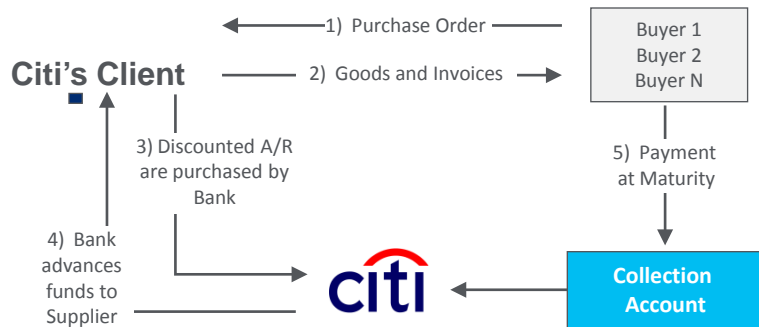 1) Purchase Order
Buyer 1
Buyer 2
Buyer N
Citi's Client
2) Goods and Invoices
3) Discounted A/R
are purchased by
Bank
5) Payment
at Maturity
4) Bank
advances
funds to
Supplier
citi
Collection
Account